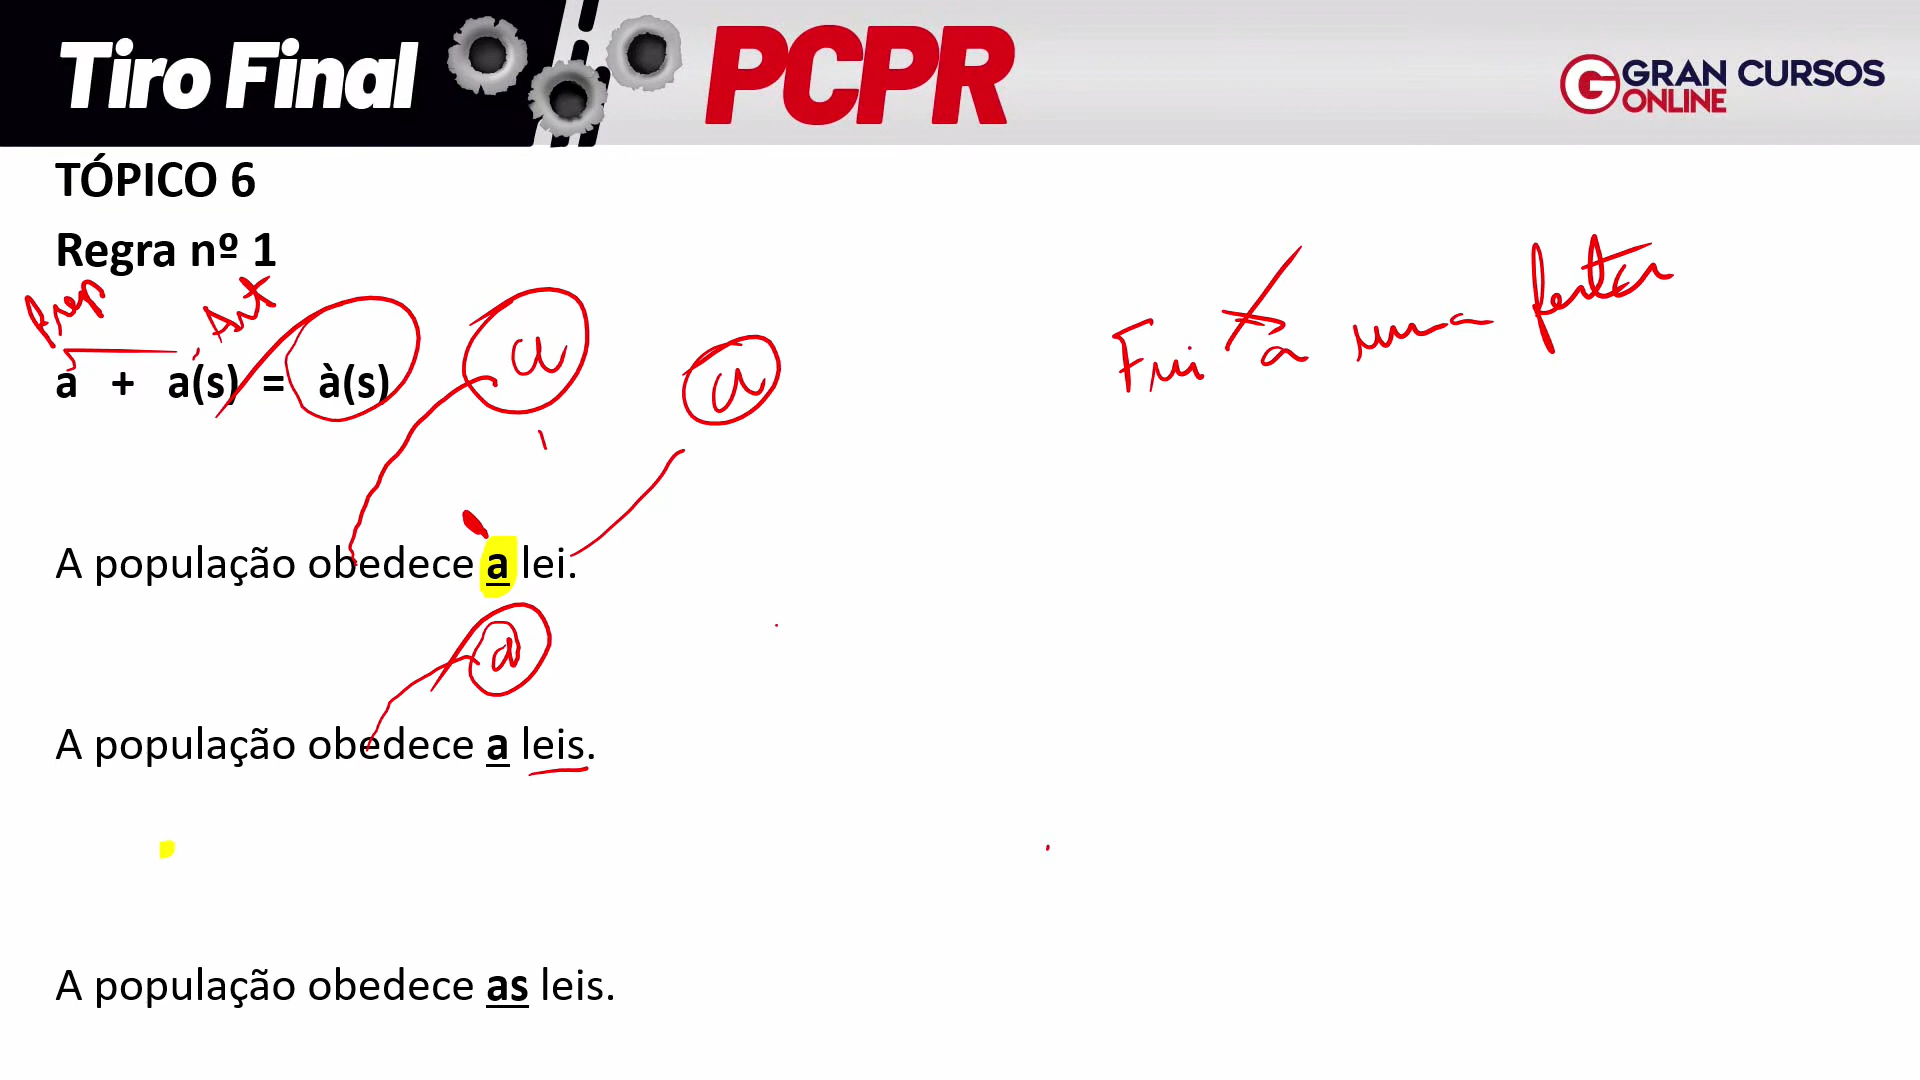 Tiro Final PCPR
GRAN CURSOS
ONLINE
TÓPICO 6
Regra nº 1
Prep Art
a + a(s) = à(s)
a
a
Fui a uma festa
A população obedece a lei.
a
A população obedece a leis.
A população obedece as leis.